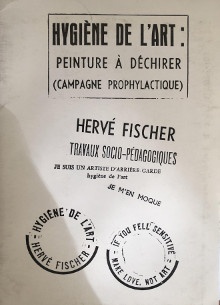 HYGIÈNE DE L'ART:
PEINTURE À DÉCHIRER
(CAMPAGNE PROPHYLACTIQUE)
HERVÉ FISCHER
TRAVAUX SOCIO-PÉDAGOGIQUES
JE SUIS UN ARTISTE D'ARRIÈRE-GARDE
hygiène de l'art
JE M'EN MOQUE
HYGIÈNE DE L'ART
HERVÉ FISCHER
IF YOU FELL SENSITIVE
MAKE LOVE, NOT ART